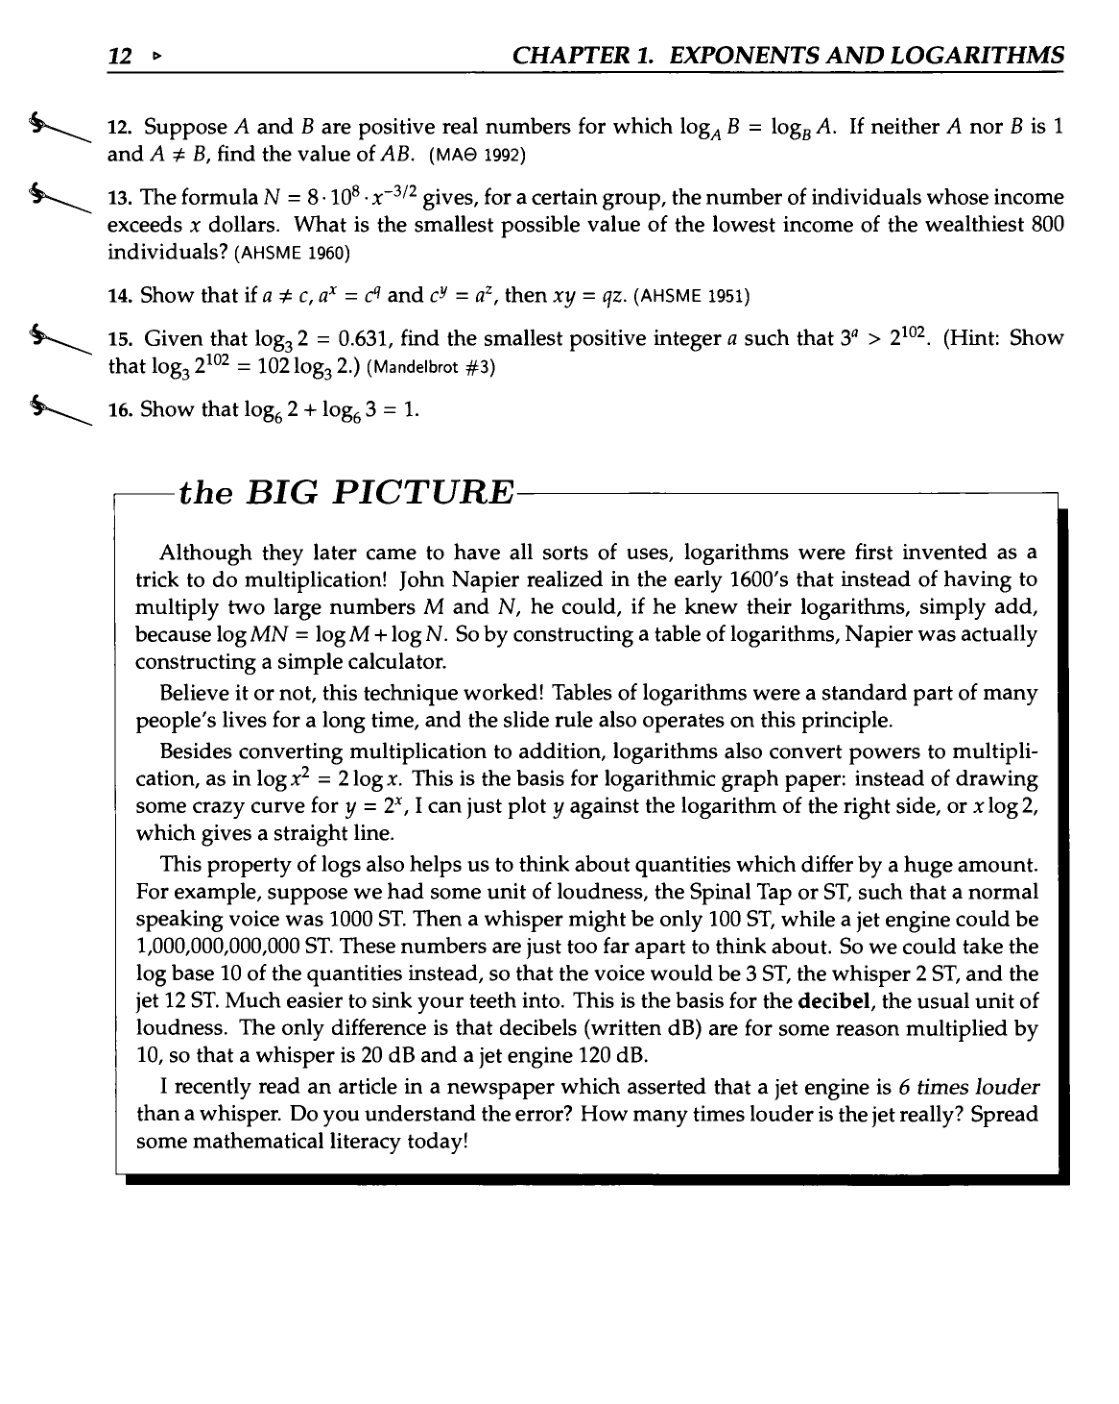 12 ▹ CHAPTER 1. EXPONENTS AND LOGARITHMS
12. Suppose A and B are positive real numbers for which log_A B = log_B A. If neither A nor B is 1
and A ≠ B, find the value of AB. (MAΘ 1992)
13. The formula N = 8 · 10⁸ · x^{−3/2} gives, for a certain group, the number of individuals whose income
exceeds x dollars. What is the smallest possible value of the lowest income of the wealthiest 800
individuals? (AHSME 1960)
14. Show that if a ≠ c, a^x = c^q and c^y = a^z, then xy = qz. (AHSME 1951)
15. Given that log₃ 2 = 0.631, find the smallest positive integer a such that 3^a > 2^{102}. (Hint: Show
that log₃ 2^{102} = 102 log₃ 2.) (Mandelbrot #3)
16. Show that log₆ 2 + log₆ 3 = 1.
the BIG PICTURE
Although they later came to have all sorts of uses, logarithms were first invented as a
trick to do multiplication! John Napier realized in the early 1600's that instead of having to
multiply two large numbers M and N, he could, if he knew their logarithms, simply add,
because log MN = log M + log N. So by constructing a table of logarithms, Napier was actually
constructing a simple calculator.
Believe it or not, this technique worked! Tables of logarithms were a standard part of many
people's lives for a long time, and the slide rule also operates on this principle.
Besides converting multiplication to addition, logarithms also convert powers to multipli-
cation, as in log x² = 2 log x. This is the basis for logarithmic graph paper: instead of drawing
some crazy curve for y = 2^x, I can just plot y against the logarithm of the right side, or x log 2,
which gives a straight line.
This property of logs also helps us to think about quantities which differ by a huge amount.
For example, suppose we had some unit of loudness, the Spinal Tap or ST, such that a normal
speaking voice was 1000 ST. Then a whisper might be only 100 ST, while a jet engine could be
1,000,000,000,000 ST. These numbers are just too far apart to think about. So we could take the
log base 10 of the quantities instead, so that the voice would be 3 ST, the whisper 2 ST, and the
jet 12 ST. Much easier to sink your teeth into. This is the basis for the decibel, the usual unit of
loudness. The only difference is that decibels (written dB) are for some reason multiplied by
10, so that a whisper is 20 dB and a jet engine 120 dB.
I recently read an article in a newspaper which asserted that a jet engine is 6 times louder
than a whisper. Do you understand the error? How many times louder is the jet really? Spread
some mathematical literacy today!